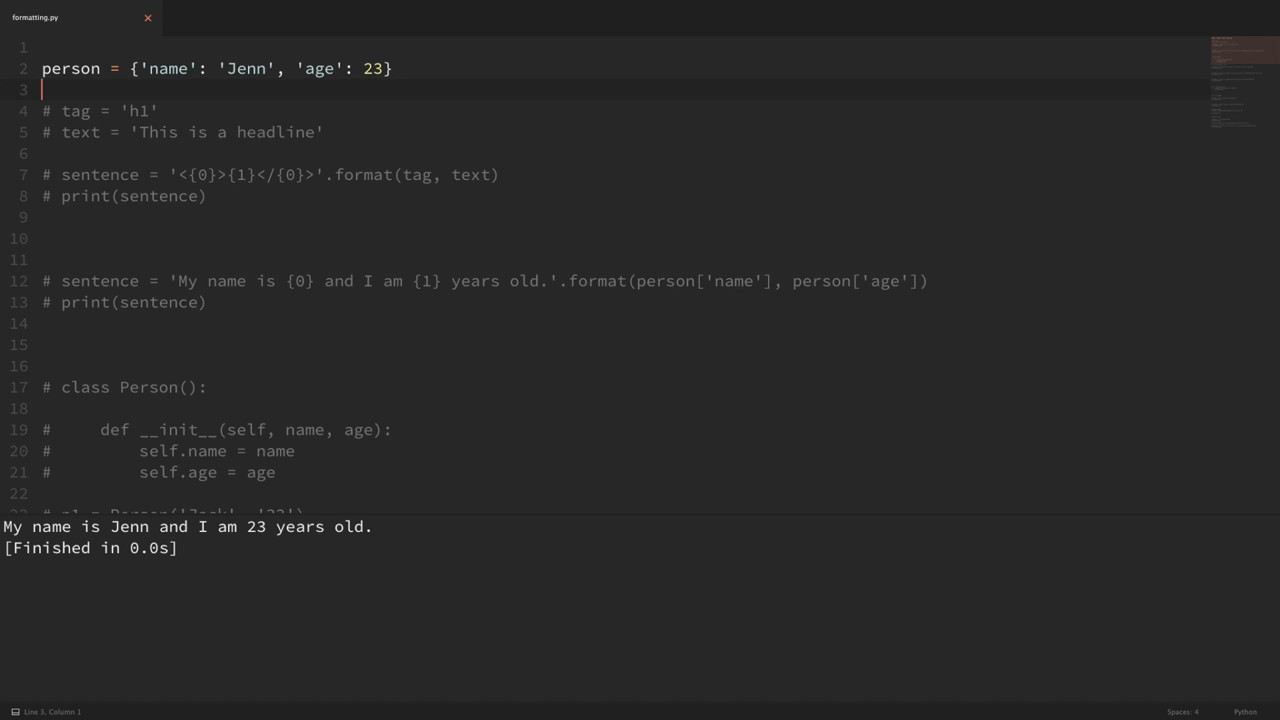 formatting.py
1
2 person = {'name': 'Jenn', 'age': 23}
3
4 # tag = 'h1'
5 # text = 'This is a headline'
6
7 # sentence = '<{0}>{1}</{0}>'.format(tag, text)
8 # print(sentence)
9
10
11
12 # sentence = 'My name is {0} and I am {1} years old.'.format(person['name'], person['age'])
13 # print(sentence)
14
15
16
17 # class Person():
18
19 #     def __init__(self, name, age):
20 #         self.name = name
21 #         self.age = age
22
My name is Jenn and I am 23 years old.
[Finished in 0.0s]
Line 3, Column 1
Spaces: 4
Python